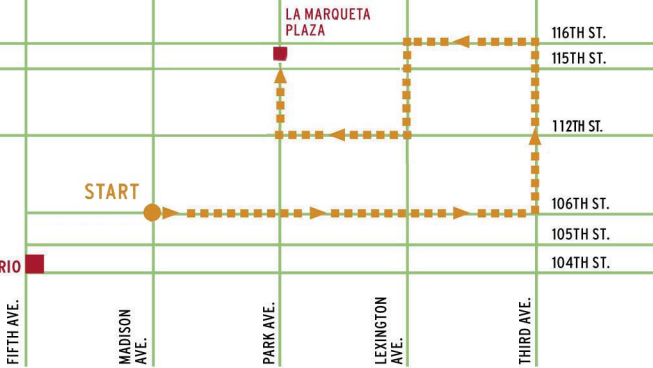 LA MARQUETA
PLAZA
116TH ST.
115TH ST.
112TH ST.
START
106TH ST.
105TH ST.
RIO
104TH ST.
FIFTH AVE.
MADISON
AVE.
PARK AVE.
LEXINGTON
AVE.
THIRD AVE.